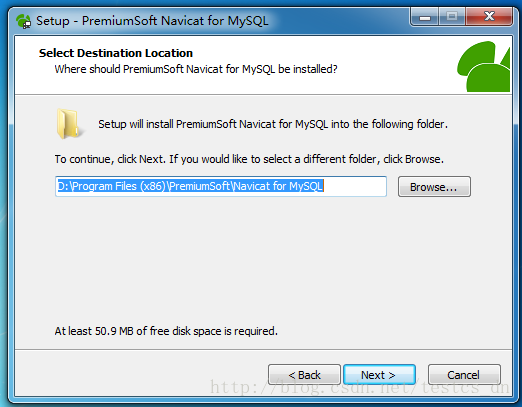 Setup - PremiumSoft Navicat for MySQL
Select Destination Location
Where should PremiumSoft Navicat for MySQL be installed?
Setup will install PremiumSoft Navicat for MySQL into the following folder.
To continue, click Next. If you would like to select a different folder, click Browse.
D:\Program Files (x86)\PremiumSoft\Navicat for MySQL
Browse...
At least 50.9 MB of free disk space is required.
< Back
Next >
Cancel
http://blog.csdn.net/testcs_dn